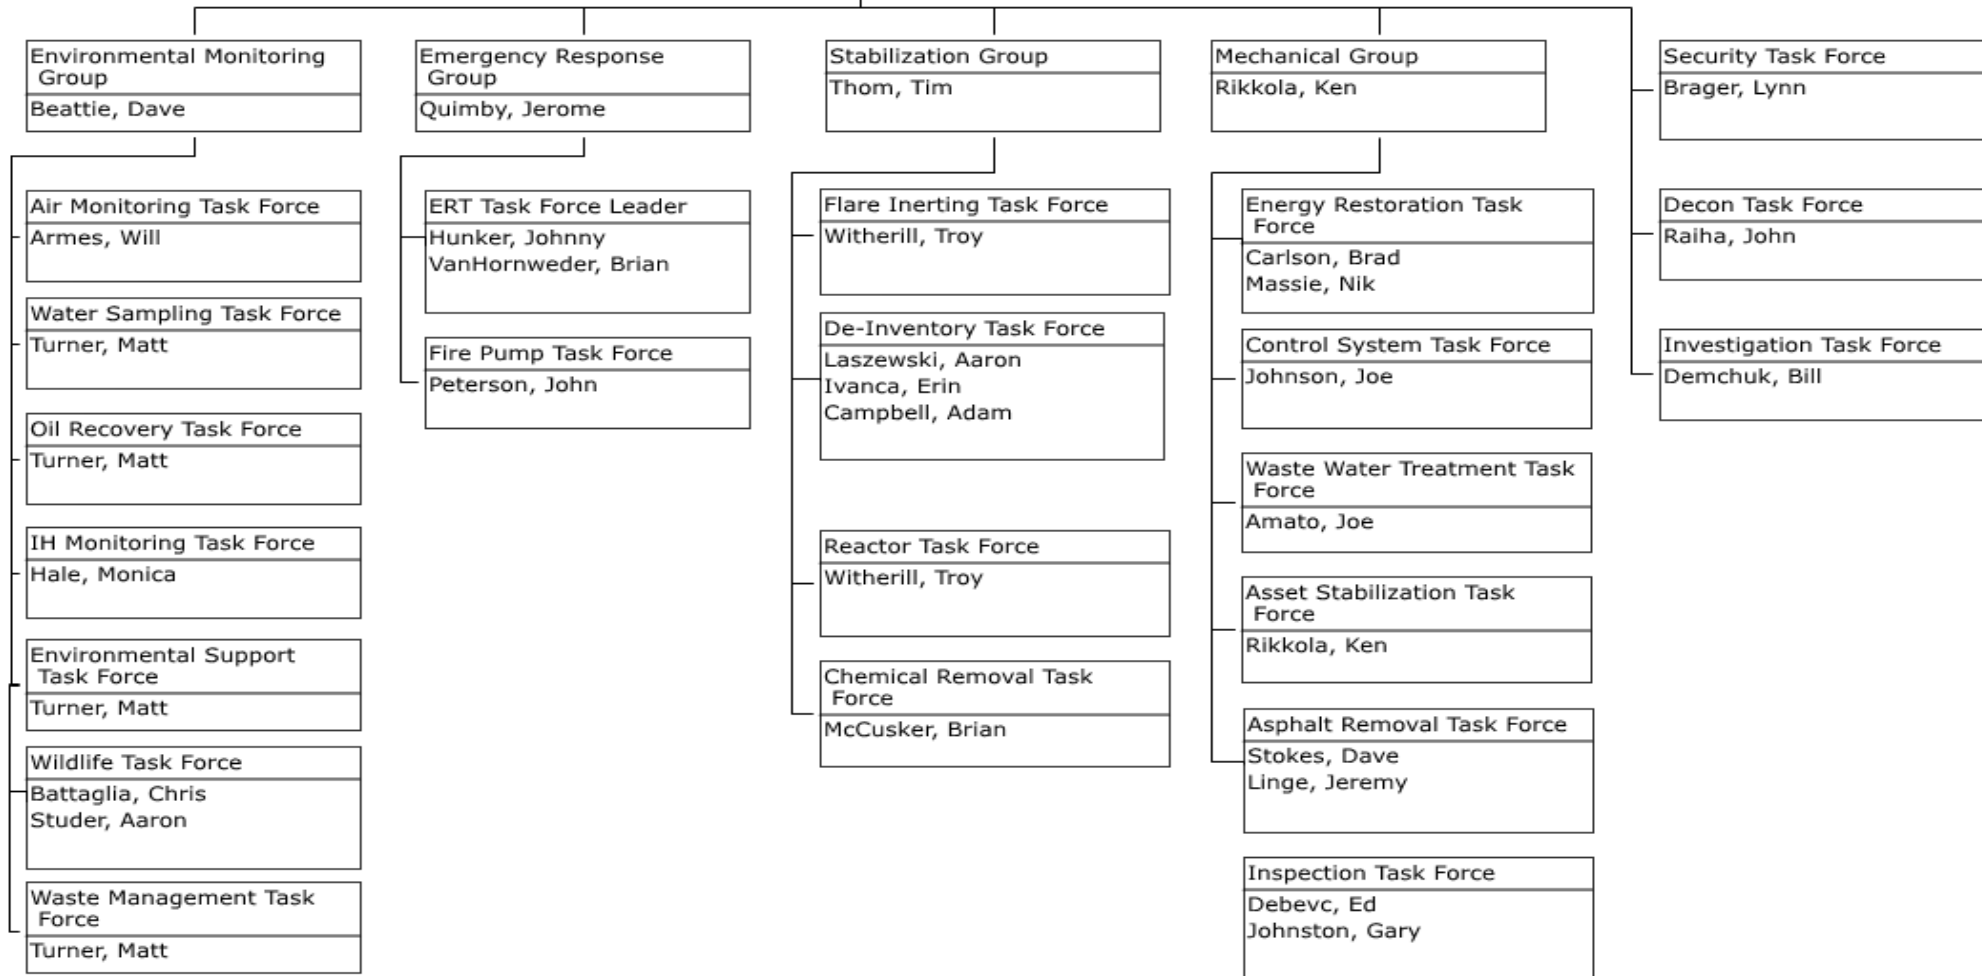 Environmental Monitoring
Group
Beattie, Dave
Air Monitoring Task Force
Armes, Will
Water Sampling Task Force
Turner, Matt
Oil Recovery Task Force
Turner, Matt
IH Monitoring Task Force
Hale, Monica
Environmental Support
Task Force
Turner, Matt
Wildlife Task Force
Battaglia, Chris
Studer, Aaron
Waste Management Task
Force
Turner, Matt
Emergency Response
Group
Quimby, Jerome
ERT Task Force Leader
Hunker, Johnny
VanHornweder, Brian
Fire Pump Task Force
Peterson, John
Stabilization Group
Thom, Tim
Flare Inerting Task Force
Witherill, Troy
De-Inventory Task Force
Laszewski, Aaron
Ivanca, Erin
Campbell, Adam
Reactor Task Force
Witherill, Troy
Chemical Removal Task
Force
McCusker, Brian
Mechanical Group
Rikkola, Ken
Energy Restoration Task
Force
Carlson, Brad
Massie, Nik
Control System Task Force
Johnson, Joe
Waste Water Treatment Task
Force
Amato, Joe
Asset Stabilization Task
Force
Rikkola, Ken
Asphalt Removal Task Force
Stokes, Dave
Linge, Jeremy
Inspection Task Force
Debevc, Ed
Johnston, Gary
Security Task Force
Brager, Lynn
Decon Task Force
Raiha, John
Investigation Task Force
Demchuk, Bill